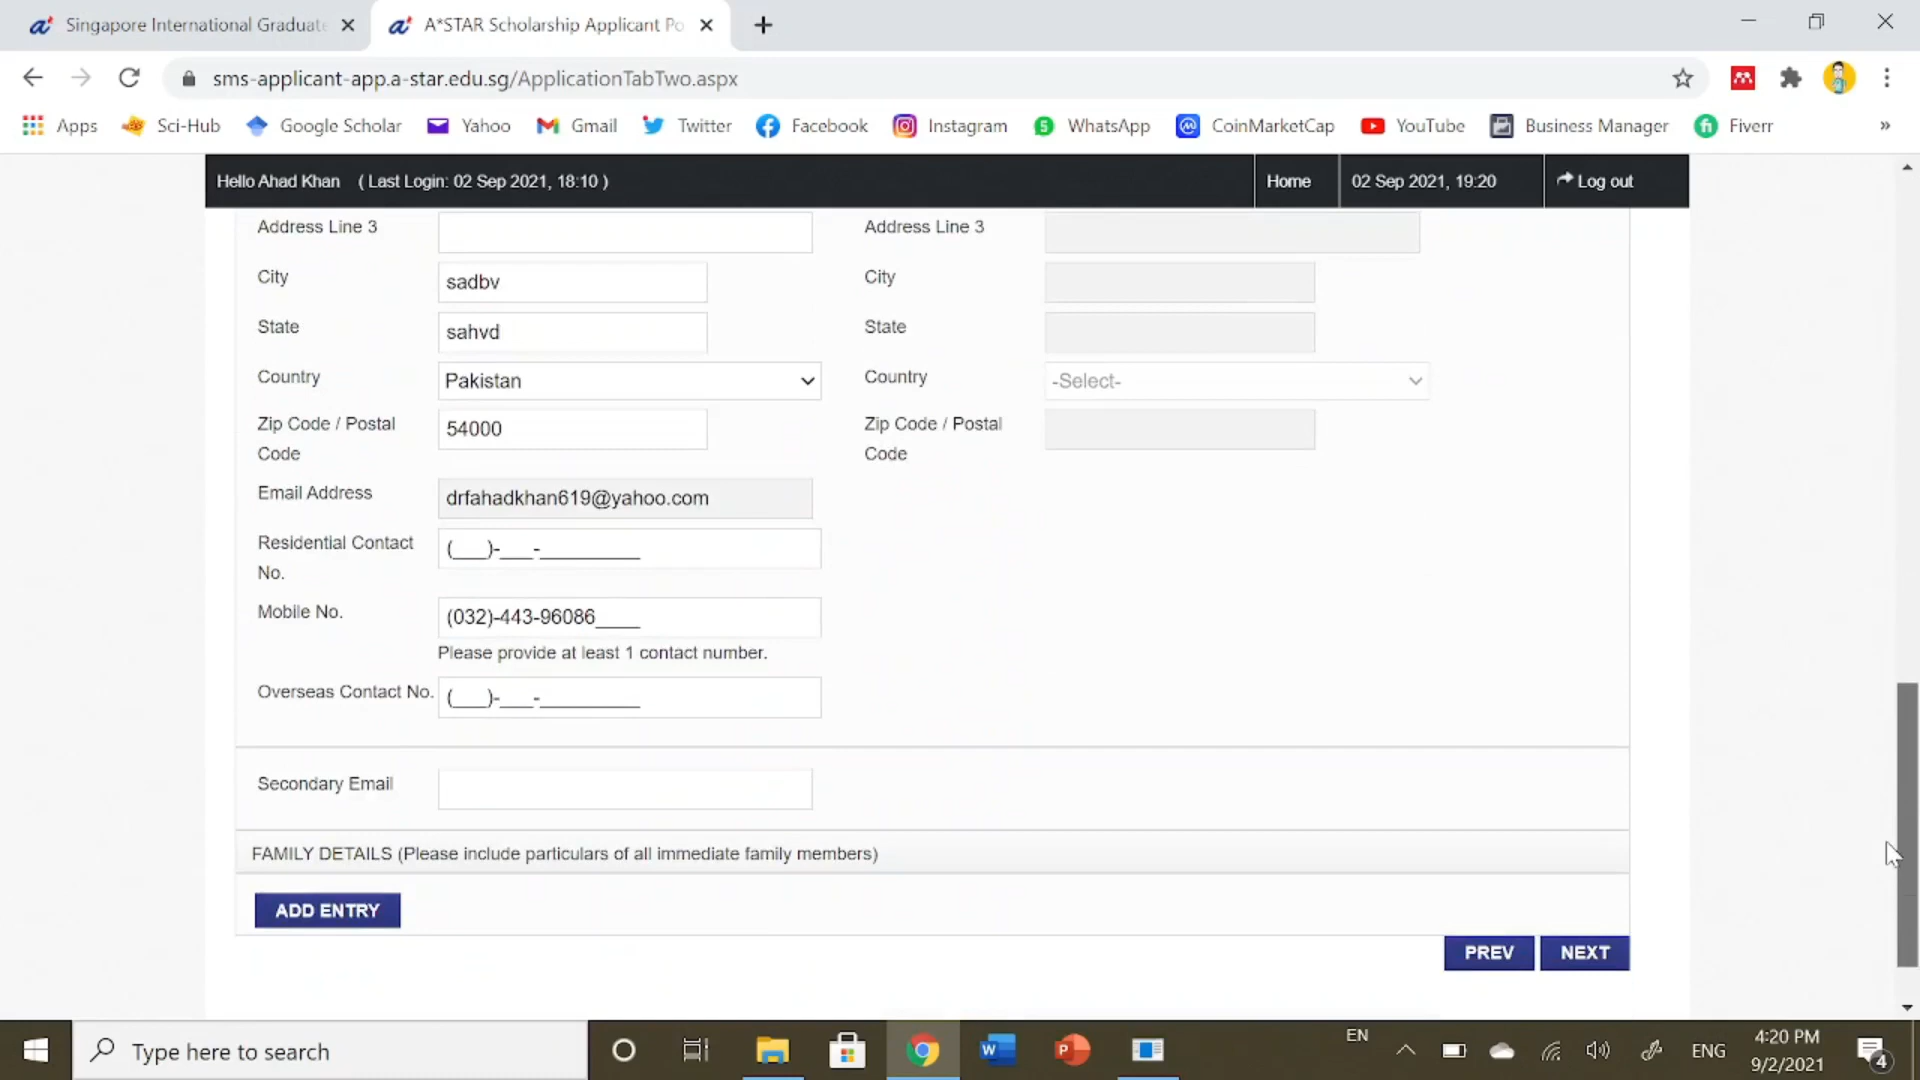 Singapore International Graduate
A*STAR Scholarship Applicant Po
sms-applicant-app.a-star.edu.sg/ApplicationTabTwo.aspx
Apps
Sci-Hub
Google Scholar
Yahoo
Gmail
Twitter
Facebook
Instagram
WhatsApp
CoinMarketCap
YouTube
Business Manager
Fiverr
»
Hello Ahad Khan ( Last Login: 02 Sep 2021, 18:10 )
Home
02 Sep 2021, 19:20
Log out
Address Line 3
Address Line 3
City
sadbv
City
State
sahvd
State
Country
Pakistan
Country
-Select-
Zip Code / Postal
Code
54000
Zip Code / Postal
Code
Email Address
drfahadkhan619@yahoo.com
Residential Contact
No.
(___)-___-_________
Mobile No.
(032)-443-96086____
Please provide at least 1 contact number.
Overseas Contact No.
(___)-___-_________
Secondary Email
FAMILY DETAILS (Please include particulars of all immediate family members)
ADD ENTRY
PREV
NEXT
Type here to search
EN
ENG
4:20 PM
9/2/2021
4